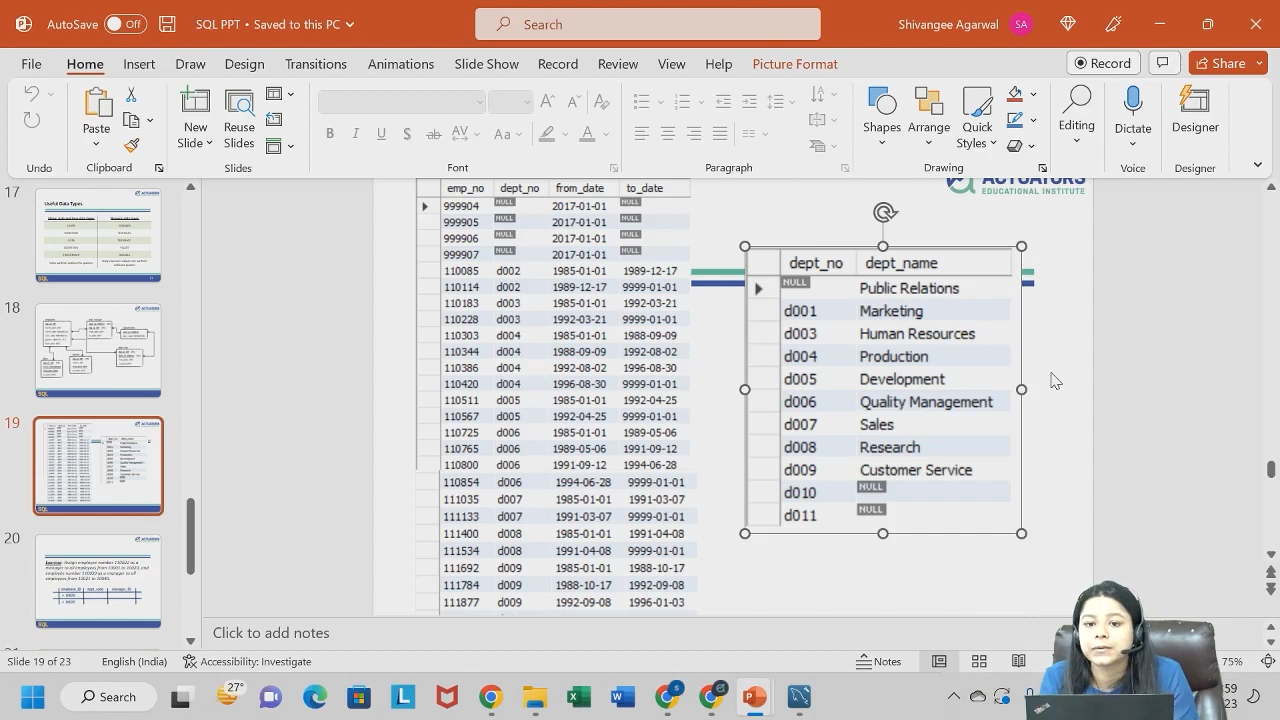 AutoSave Off SQL PPT • Saved to this PC Search Shivangee Agarwal SA
File Home Insert Draw Design Transitions Animations Slide Show Record Review View Help Picture Format Record Share
Paste New Slide Reuse Slides B I U S ab AV Aa A Shapes Arrange Quick Styles Editing Dictate Designer
Undo Clipboard Slides Font Paragraph Drawing Voice Designer
17
Useful Data Types
SQL
18
SQL
19
SQL
20
SQL
ACTUATORS
EDUCATIONAL INSTITUTE
emp_no dept_no from_date to_date
999904 NULL 2017-01-01 NULL
999905 NULL 2017-01-01 NULL
999906 NULL 2017-01-01 NULL
999907 NULL 2017-01-01 NULL
110085 d002 1985-01-01 1989-12-17
110114 d002 1989-12-17 9999-01-01
110183 d003 1985-01-01 1992-03-21
110228 d003 1992-03-21 9999-01-01
110303 d004 1985-01-01 1988-09-09
110344 d004 1988-09-09 1992-08-02
110386 d004 1992-08-02 1996-08-30
110420 d004 1996-08-30 9999-01-01
110511 d005 1985-01-01 1992-04-25
110567 d005 1992-04-25 9999-01-01
110725 d006 1985-01-01 1989-05-06
110765 d006 1989-05-06 1991-09-12
110800 d006 1991-09-12 1994-06-28
110854 d006 1994-06-28 9999-01-01
111035 d007 1985-01-01 1991-03-07
111133 d007 1991-03-07 9999-01-01
111400 d008 1985-01-01 1991-04-08
111534 d008 1991-04-08 9999-01-01
111692 d009 1985-01-01 1988-10-17
111784 d009 1988-10-17 1992-09-08
111877 d009 1992-09-08 1996-01-03
dept_no dept_name
NULL Public Relations
d001 Marketing
d003 Human Resources
d004 Production
d005 Development
d006 Quality Management
d007 Sales
d008 Research
d009 Customer Service
d010 NULL
d011 NULL
Click to add notes
Slide 19 of 23 English (India) Accessibility: Investigate Notes 75%
27° Search
59
23